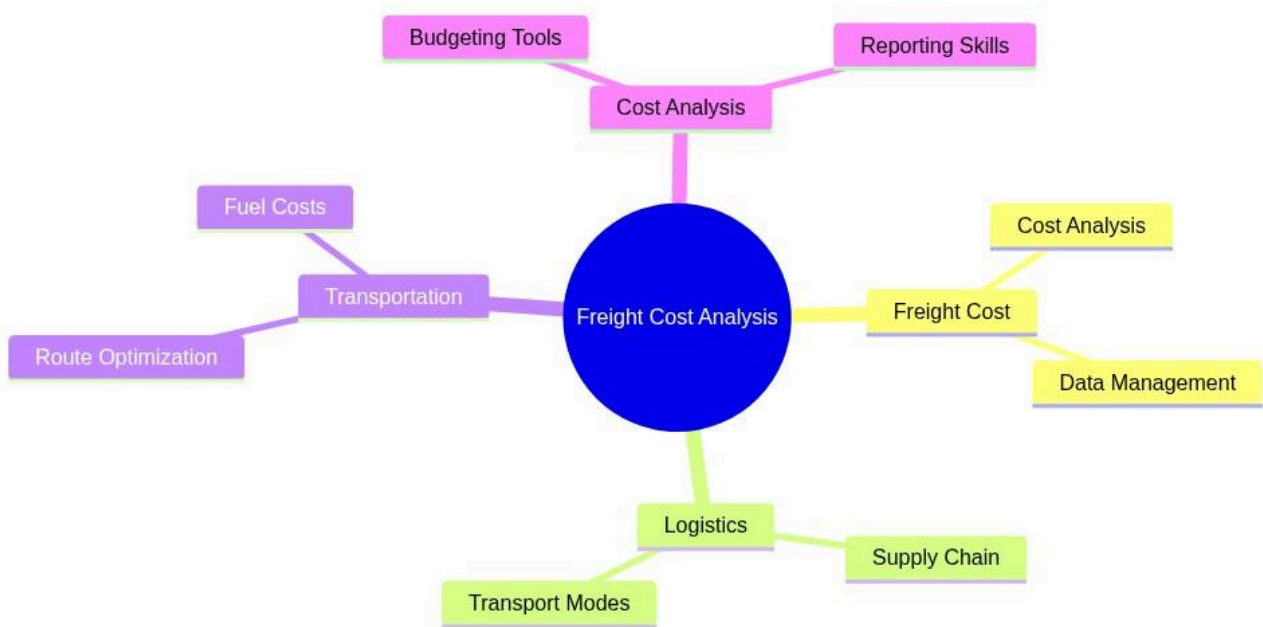 Budgeting Tools
Reporting Skills
Cost Analysis
Fuel Costs
Cost Analysis
Transportation
Freight Cost Analysis
Freight Cost
Route Optimization
Data Management
Logistics
Supply Chain
Transport Modes